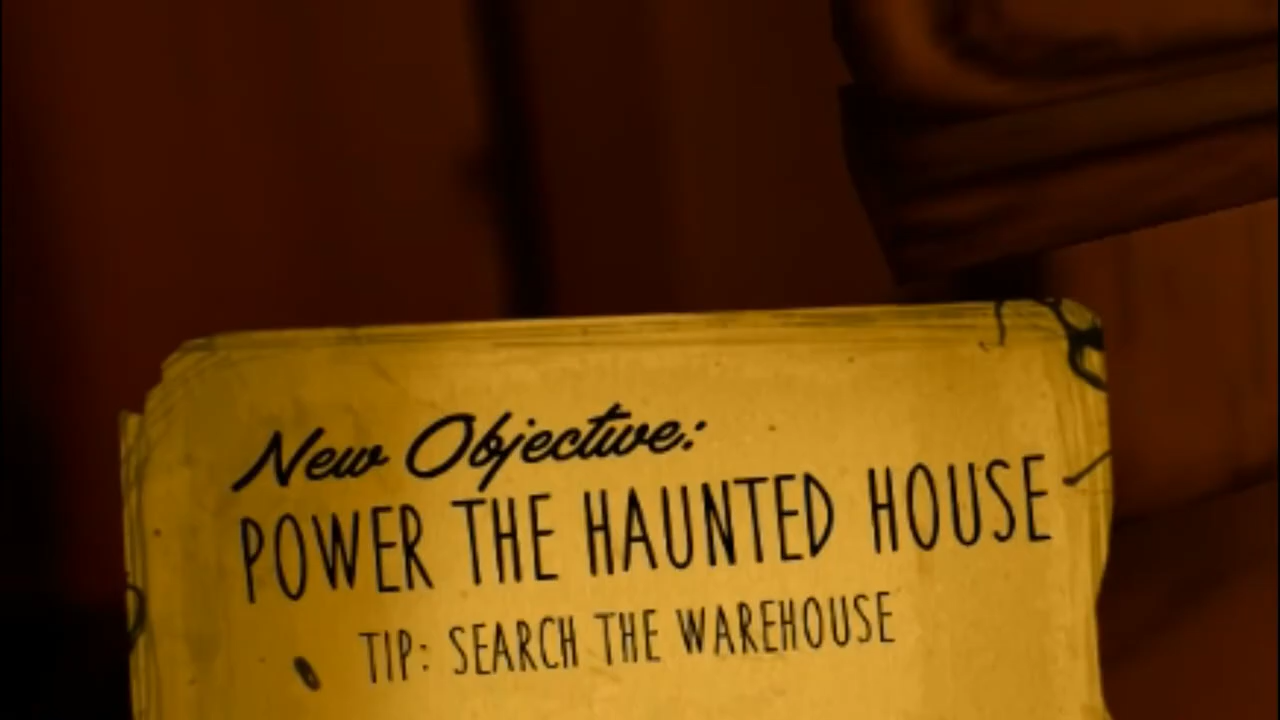 New Objective:
POWER THE HAUNTED HOUSE
TIP: SEARCH THE WAREHOUSE